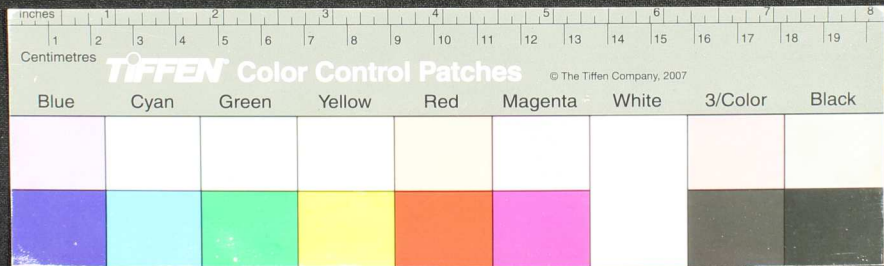 inches 1 2 3 4 5 6 7 8
1 2 3 4 5 6 7 8 9 10 11 12 13 14 15 16 17 18 19
Centimetres
TIFFEN Color Control Patches © The Tiffen Company, 2007
Blue Cyan Green Yellow Red Magenta White 3/Color Black